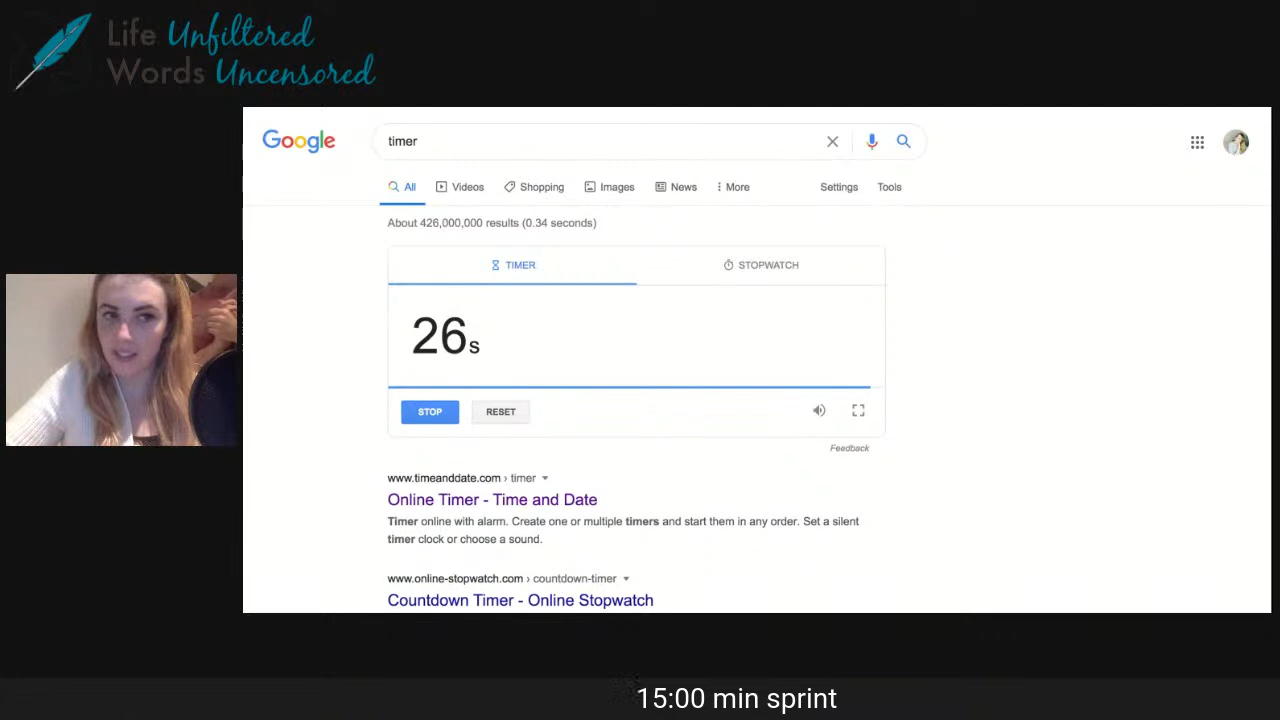 Life Unfiltered
Words Uncensored
Google
timer
All
Videos
Shopping
Images
News
More
Settings
Tools
About 426,000,000 results (0.34 seconds)
TIMER
STOPWATCH
26s
STOP
RESET
Feedback
www.timeanddate.com › timer
Online Timer - Time and Date
Timer online with alarm. Create one or multiple timers and start them in any order. Set a silent
timer clock or choose a sound.
www.online-stopwatch.com › countdown-timer
Countdown Timer - Online Stopwatch
15:00 min sprint